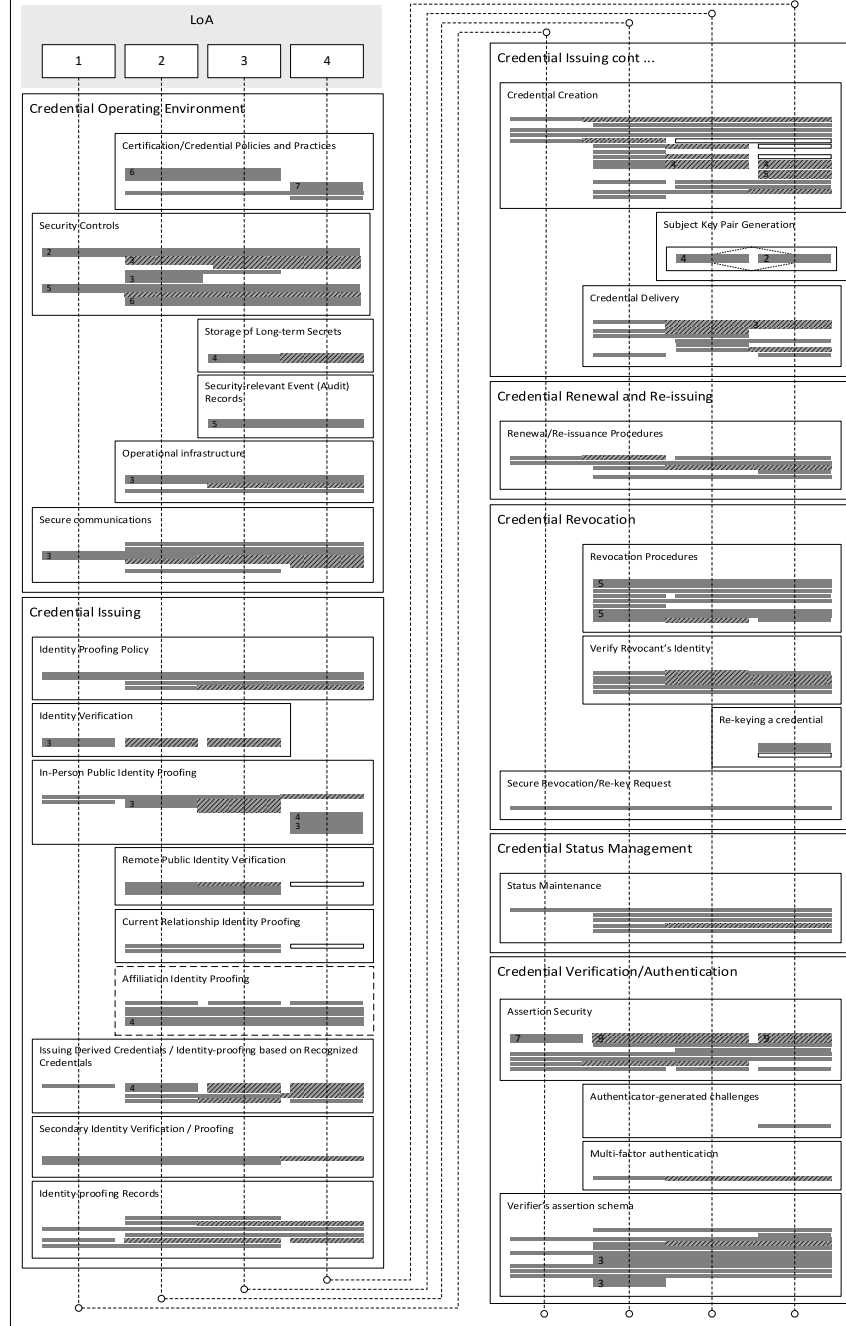 LoA
1 2 3 4
Credential Operating Environment
Certification/Credential Policies and Practices
6
7
Security Controls
2
3
3
5
6
Storage of Long-term Secrets
4
Security-relevant Event (Audit)
Records
5
Operational infrastructure
3
Secure communications
3
Credential Issuing
Identity Proofing Policy
Identity Verification
3
In-Person Public Identity Proofing
3
4
3
Remote Public Identity Verification
Current Relationship Identity Proofing
Affiliation Identity Proofing
4
Issuing Derived Credentials / Identity-proofing based on Recognized
Credentials
4
Secondary Identity Verification / Proofing
Identity-proofing Records
Credential Issuing cont ...
Credential Creation
4 4
5
Subject Key Pair Generation
4 2
Credential Delivery
3
Credential Renewal and Re-issuing
Renewal/Re-issuance Procedures
Credential Revocation
Revocation Procedures
5
5
Verify Revocant's Identity
Re-keying a credential
Secure Revocation/Re-key Request
Credential Status Management
Status Maintenance
Credential Verification/Authentication
Assertion Security
7 9 9
Authenticator-generated challenges
Multi-factor authentication
Verifier's assertion schema
3
3